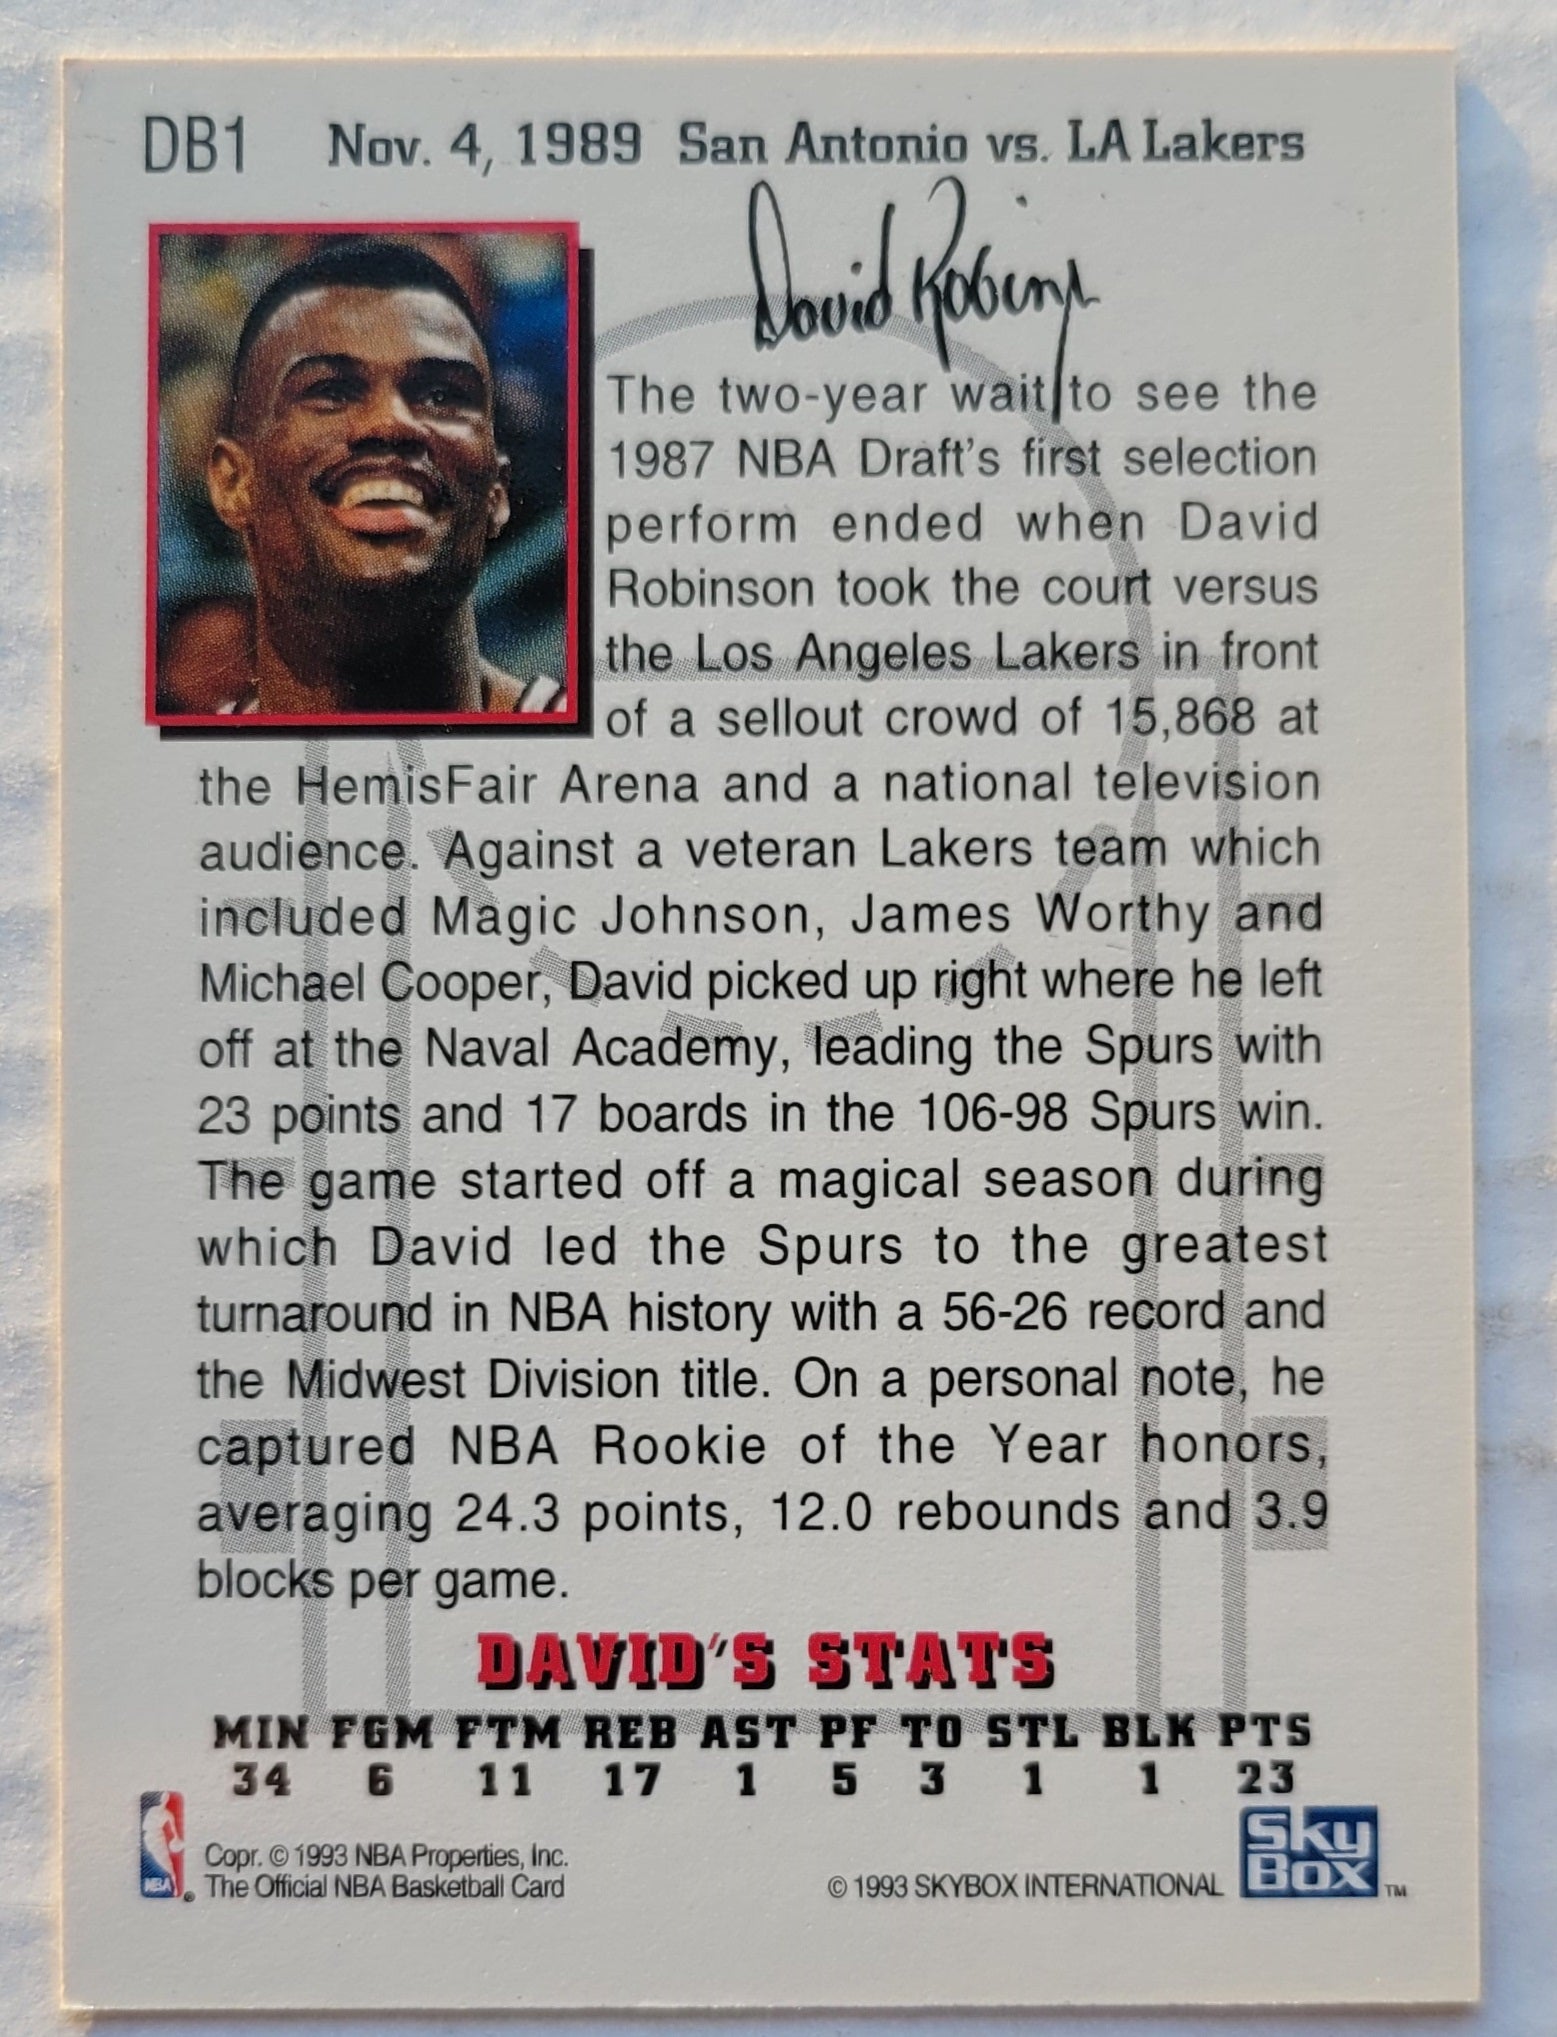 DB1 Nov. 4, 1989 San Antonio vs. LA Lakers
David Robinson
The two-year wait to see the
1987 NBA Draft's first selection
perform ended when David
Robinson took the court versus
the Los Angeles Lakers in front
of a sellout crowd of 15,868 at
the HemisFair Arena and a national television
audience. Against a veteran Lakers team which
included Magic Johnson, James Worthy and
Michael Cooper, David picked up right where he left
off at the Naval Academy, leading the Spurs with
23 points and 17 boards in the 106-98 Spurs win.
The game started off a magical season during
which David led the Spurs to the greatest
turnaround in NBA history with a 56-26 record and
the Midwest Division title. On a personal note, he
captured NBA Rookie of the Year honors,
averaging 24.3 points, 12.0 rebounds and 3.9
blocks per game.
DAVID'S STATS
MIN FGM FTM REB AST PF TO STL BLK PTS
34 6 11 17 1 5 3 1 1 23
NBA ®
Copr. © 1993 NBA Properties, Inc.
The Official NBA Basketball Card
© 1993 SKYBOX INTERNATIONAL
SkyBox ™